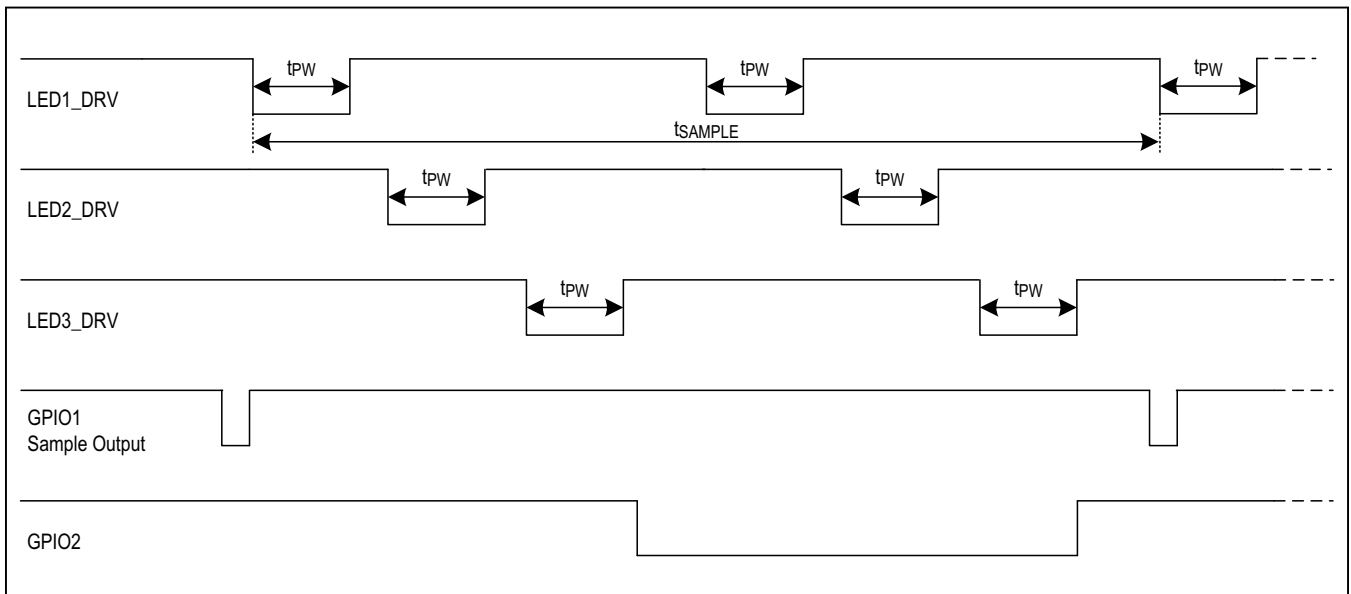 tPW
tPW
tPW
LED1_DRV
tSAMPLE
tPW
tPW
LED2_DRV
tPW
tPW
LED3_DRV
GPIO1
Sample Output
GPIO2